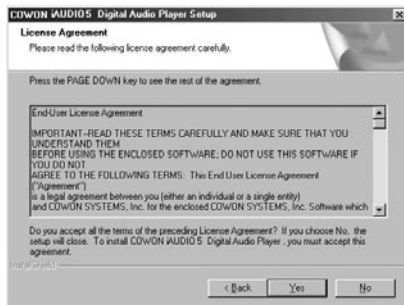 COWON iAUDIO 5 Digital Audio Player Setup
License Agreement
Please read the following license agreement carefully.
Press the PAGE DOWN key to see the rest of the agreement.
End-User License Agreement
IMPORTANT-READ THESE TERMS CAREFULLY AND MAKE SURE THAT YOU
UNDERSTAND THEM
BEFORE USING THE ENCLOSED SOFTWARE; DO NOT USE THIS SOFTWARE IF
YOU DO NOT
AGREE TO THE FOLLOWING TERMS: This End User License Agreement
("Agreement")
is a legal agreement between you (either an individual or a single entity)
and COWON SYSTEMS, Inc. for the enclosed COWON SYSTEMS, Inc. Software which
Do you accept all the terms of the preceding License Agreement? If you choose No, the
setup will close. To install COWON iAUDIO 5 Digital Audio Player, you must accept this
agreement.
InstallShield
< Back
Yes
No